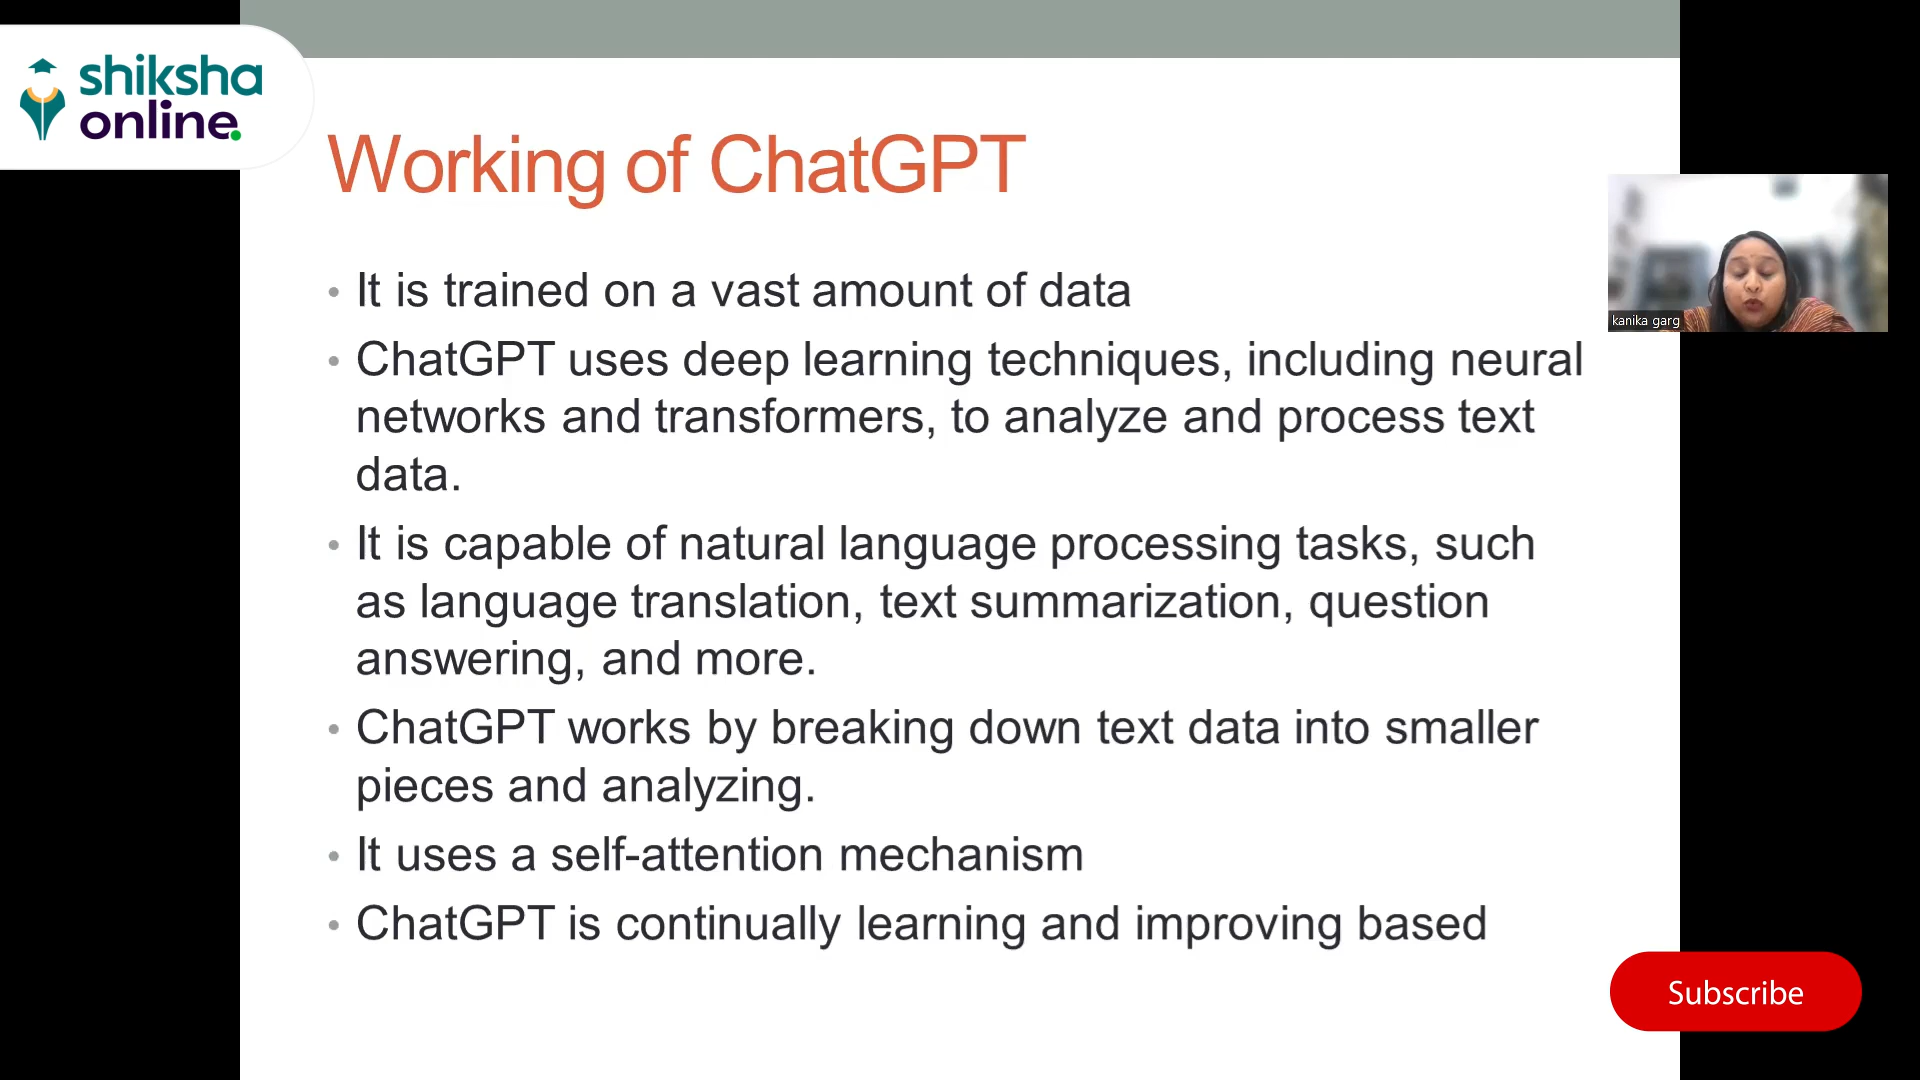 shiksha
online
Working of ChatGPT
• It is trained on a vast amount of data
• ChatGPT uses deep learning techniques, including neural
networks and transformers, to analyze and process text
data.
• It is capable of natural language processing tasks, such
as language translation, text summarization, question
answering, and more.
• ChatGPT works by breaking down text data into smaller
pieces and analyzing.
• It uses a self-attention mechanism
• ChatGPT is continually learning and improving based
kanika garg
Subscribe